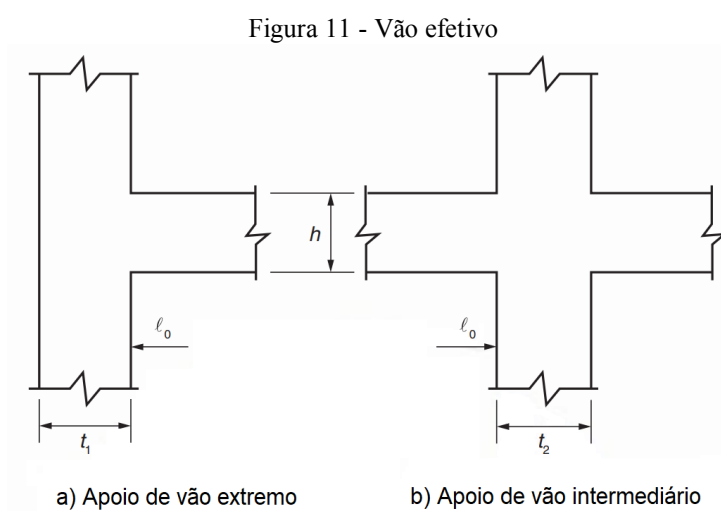 Figura 11 - Vão efetivo
h
ℓ₀
ℓ₀
t₁
t₂
a) Apoio de vão extremo
b) Apoio de vão intermediário